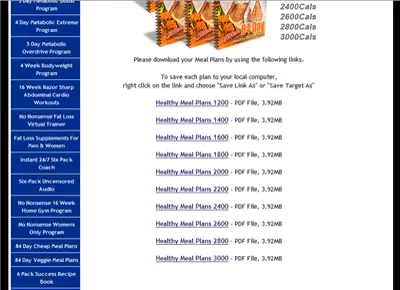 5 Day Metabolic Boost
Program
4 Day Metabolic Extreme
Program
5 Day Metabolic
Overdrive Program
4 Week Bodyweight
Program
16 Week Razor Sharp
Abdominal Cardio
Workouts
No Nonsense Fat Loss
Virtual Trainer
Fat Loss Supplements For
Men & Women
Instant 24/7 Six Pack
Coach
Six-Pack Uncensored
Audio
No Nonsense 16 Week
Home Gym Program
No Nonsense Womens
Only Program
84 Day Cheap Meal Plans
84 Day Veggie Meal Plans
6 Pack Success Recipe
Book
84 DAY
2400Cals
2600Cals
2800Cals
3000Cals
Please download your Meal Plans by using the following links.
To save each plan to your local computer,
right click on the link and choose "Save Link As" or "Save Target As"
Healthy Meal Plans 1200 - PDF File, 3.92MB
Healthy Meal Plans 1400 - PDF File, 3.92MB
Healthy Meal Plans 1600 - PDF File, 3.92MB
Healthy Meal Plans 1800 - PDF File, 3.92MB
Healthy Meal Plans 2000 - PDF File, 3.92MB
Healthy Meal Plans 2200 - PDF File, 3.92MB
Healthy Meal Plans 2400 - PDF File, 3.92MB
Healthy Meal Plans 2600 - PDF File, 3.92MB
Healthy Meal Plans 2800 - PDF File, 3.92MB
Healthy Meal Plans 3000 - PDF File, 3.92MB